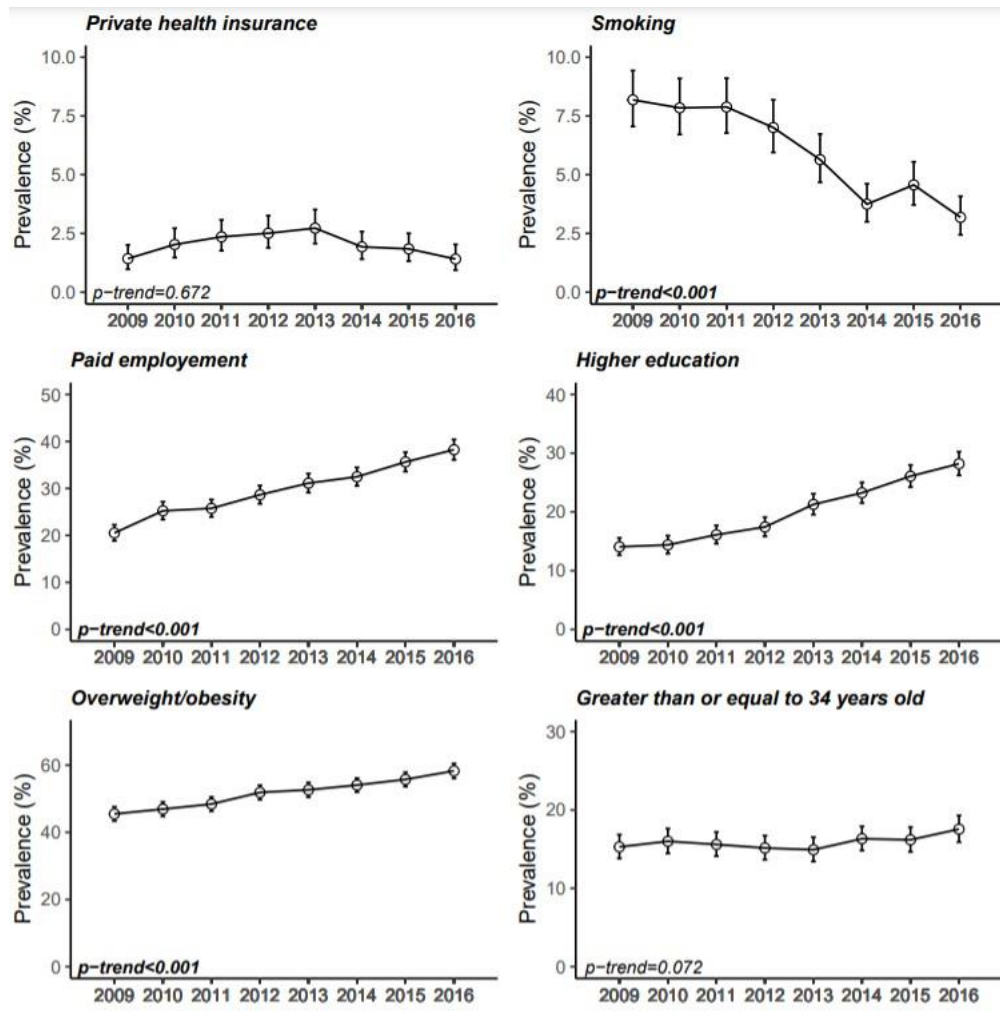 Private health insurance
Prevalence (%)
10.0
7.5
5.0
2.5
0.0
p−trend=0.672
2009 2010 2011 2012 2013 2014 2015 2016
Smoking
Prevalence (%)
10.0
7.5
5.0
2.5
0.0
p−trend<0.001
2009 2010 2011 2012 2013 2014 2015 2016
Paid employement
Prevalence (%)
50
40
30
20
10
0
p−trend<0.001
2009 2010 2011 2012 2013 2014 2015 2016
Higher education
Prevalence (%)
40
30
20
10
0
p−trend<0.001
2009 2010 2011 2012 2013 2014 2015 2016
Overweight/obesity
Prevalence (%)
60
40
20
0
p−trend<0.001
2009 2010 2011 2012 2013 2014 2015 2016
Greater than or equal to 34 years old
Prevalence (%)
30
20
10
0
p−trend=0.072
2009 2010 2011 2012 2013 2014 2015 2016